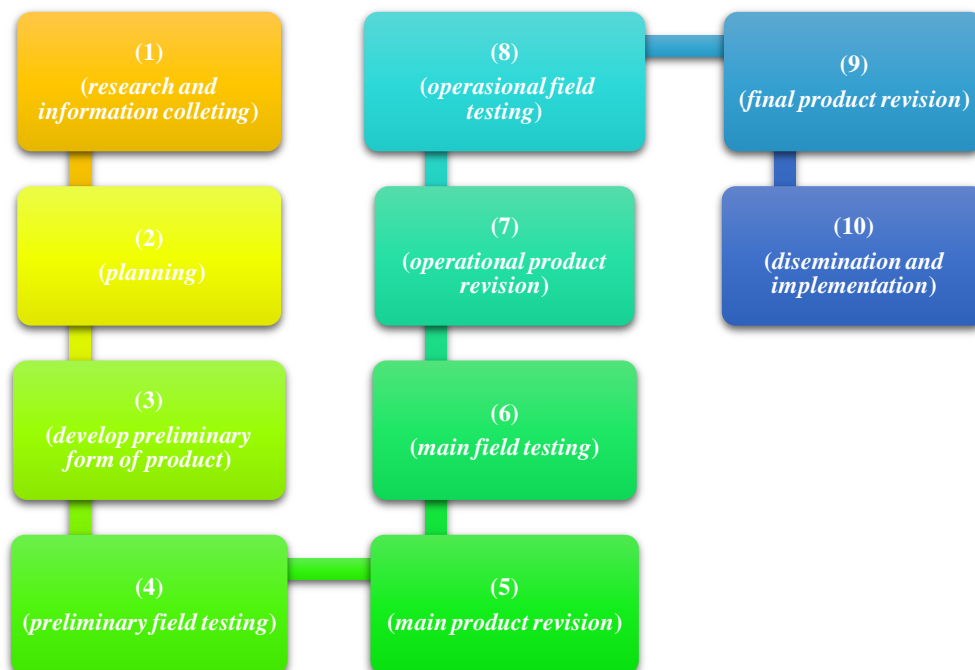 (1)
(research and
information colleting)
(2)
(planning)
(3)
(develop preliminary
form of product)
(4)
(preliminary field testing)
(5)
(main product revision)
(6)
(main field testing)
(7)
(operational product
revision)
(8)
(operasional field
testing)
(9)
(final product revision)
(10)
(disemination and
implementation)